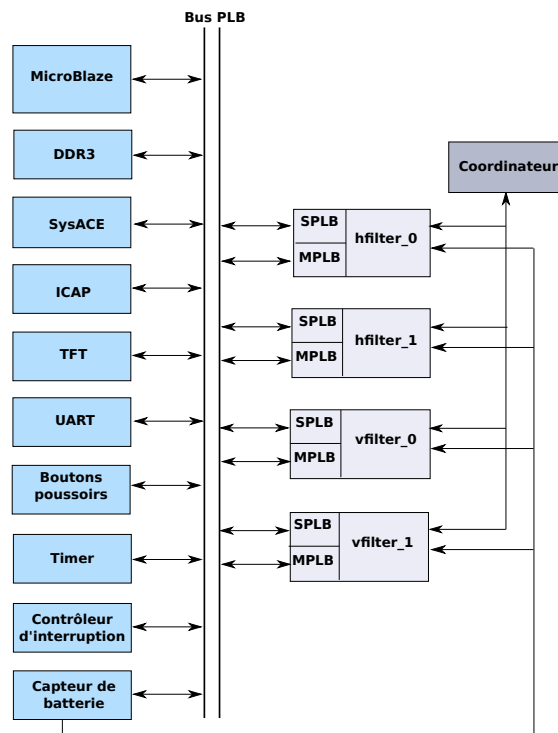 Bus PLB
MicroBlaze
DDR3
SysACE
ICAP
TFT
UART
Boutons
poussoirs
Timer
Contrôleur
d'interruption
Capteur de
batterie
Coordinateur
SPLB
MPLB
hfilter_0
SPLB
MPLB
hfilter_1
SPLB
MPLB
vfilter_0
SPLB
MPLB
vfilter_1